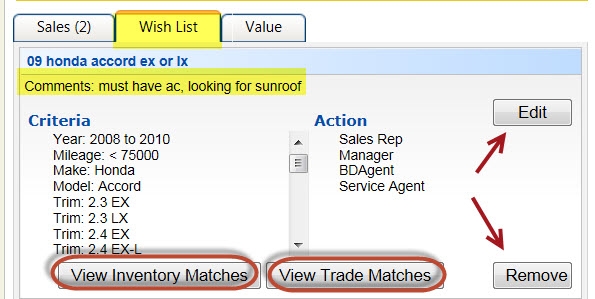 Sales (2) Wish List Value
09 honda accord ex or lx
Comments: must have ac, looking for sunroof
Edit
Criteria
Year: 2008 to 2010
Mileage: < 75000
Make: Honda
Model: Accord
Trim: 2.3 EX
Trim: 2.3 LX
Trim: 2.4 EX
Trim: 2.4 EX-L
Action
Sales Rep
Manager
BDAgent
Service Agent
View Inventory Matches View Trade Matches Remove